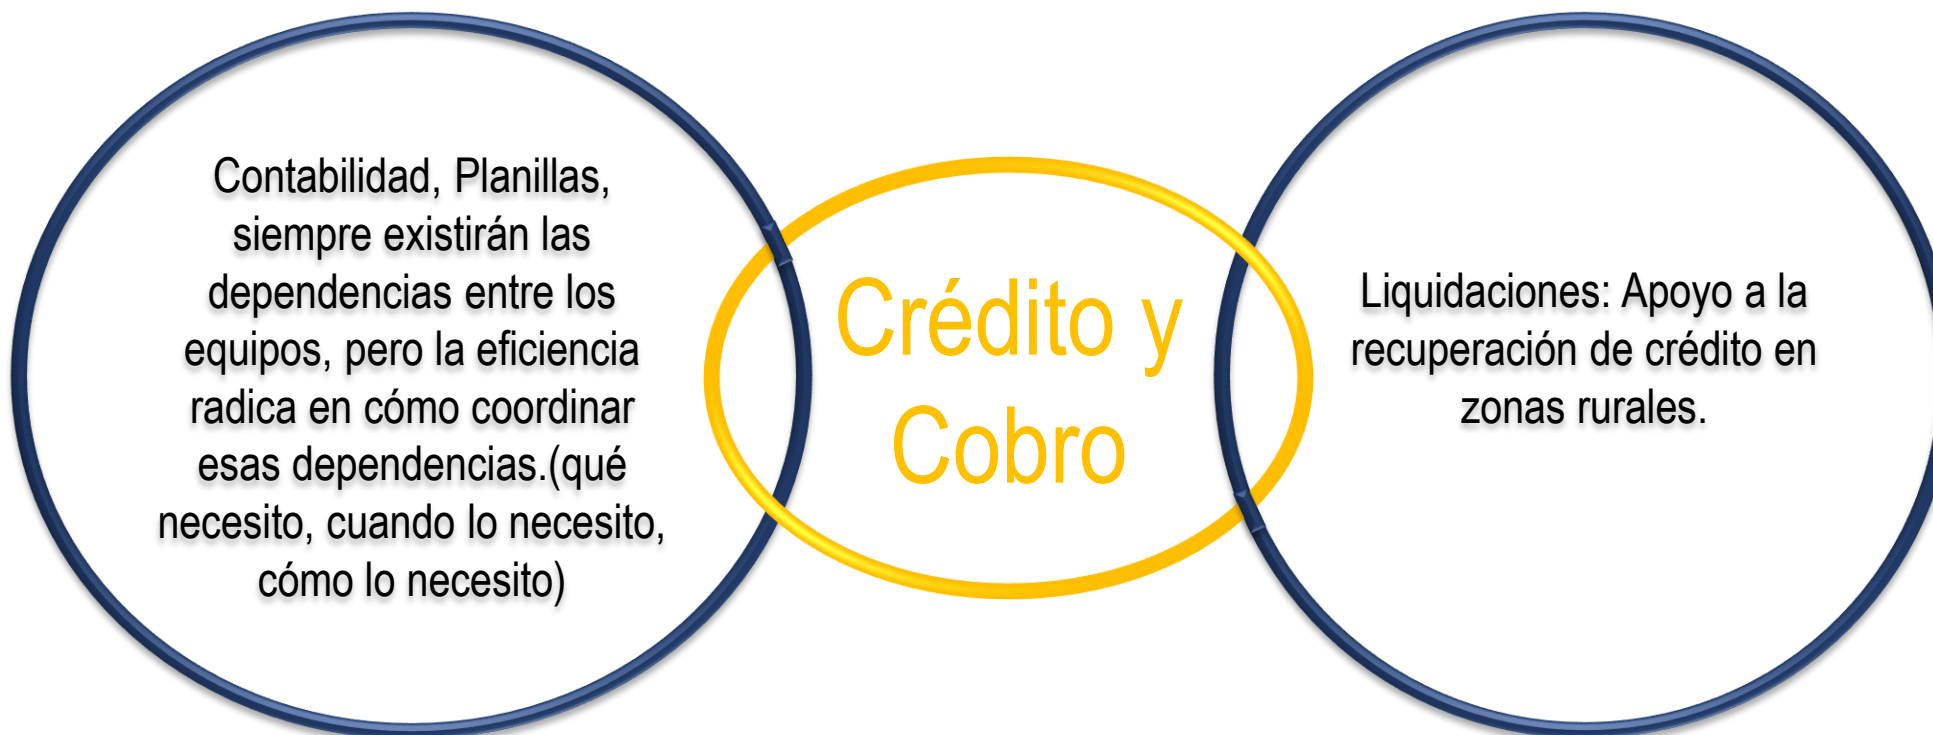 Contabilidad, Planillas,
siempre existirán las
dependencias entre los
equipos, pero la eficiencia
radica en cómo coordinar
esas dependencias.(qué
necesito, cuando lo necesito,
cómo lo necesito)
Crédito y
Cobro
Liquidaciones: Apoyo a la
recuperación de crédito en
zonas rurales.